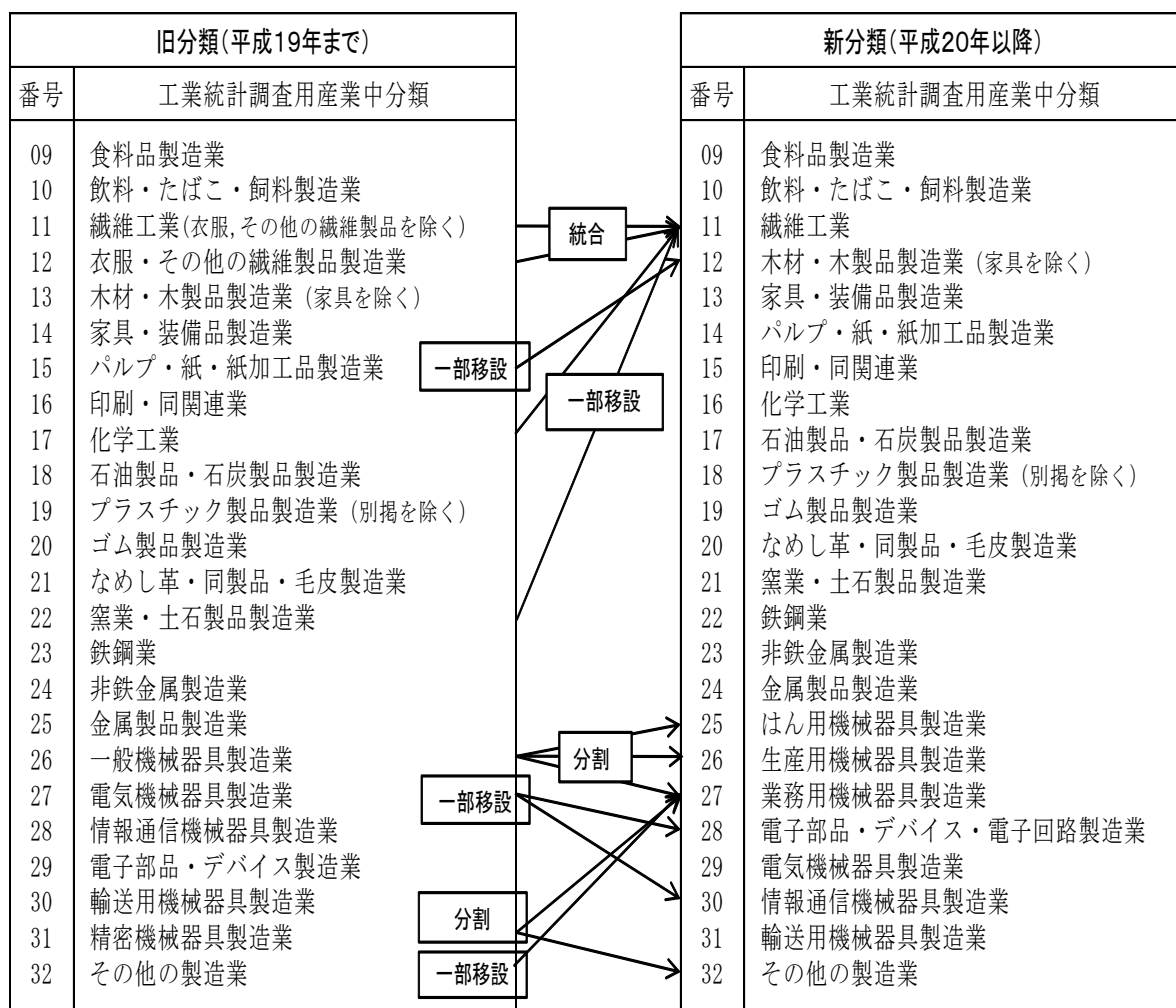 旧分類(平成19年まで)
番号 工業統計調査用産業中分類
09 食料品製造業
10 飲料・たばこ・飼料製造業
11 繊維工業(衣服,その他の繊維製品を除く)
12 衣服・その他の繊維製品製造業
13 木材・木製品製造業(家具を除く)
14 家具・装備品製造業
15 パルプ・紙・紙加工品製造業
16 印刷・同関連業
17 化学工業
18 石油製品・石炭製品製造業
19 プラスチック製品製造業(別掲を除く)
20 ゴム製品製造業
21 なめし革・同製品・毛皮製造業
22 窯業・土石製品製造業
23 鉄鋼業
24 非鉄金属製造業
25 金属製品製造業
26 一般機械器具製造業
27 電気機械器具製造業
28 情報通信機械器具製造業
29 電子部品・デバイス製造業
30 輸送用機械器具製造業
31 精密機械器具製造業
32 その他の製造業
統合
一部移設
一部移設
分割
一部移設
分割
一部移設
新分類(平成20年以降)
番号 工業統計調査用産業中分類
09 食料品製造業
10 飲料・たばこ・飼料製造業
11 繊維工業
12 木材・木製品製造業(家具を除く)
13 家具・装備品製造業
14 パルプ・紙・紙加工品製造業
15 印刷・同関連業
16 化学工業
17 石油製品・石炭製品製造業
18 プラスチック製品製造業(別掲を除く)
19 ゴム製品製造業
20 なめし革・同製品・毛皮製造業
21 窯業・土石製品製造業
22 鉄鋼業
23 非鉄金属製造業
24 金属製品製造業
25 はん用機械器具製造業
26 生産用機械器具製造業
27 業務用機械器具製造業
28 電子部品・デバイス・電子回路製造業
29 電気機械器具製造業
30 情報通信機械器具製造業
31 輸送用機械器具製造業
32 その他の製造業